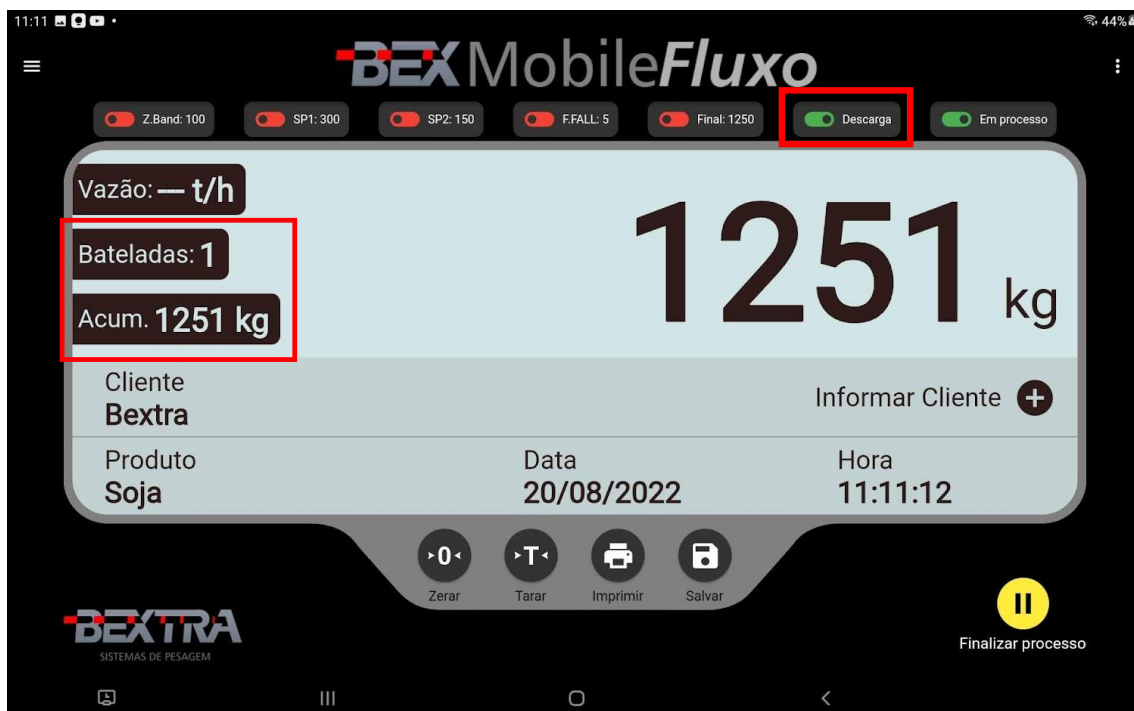 11:11
44%
BEX MobileFluxo
Z.Band: 100
SP1: 300
SP2: 150
F.FALL: 5
Final: 1250
Descarga
Em processo
Vazão: — t/h
Bateladas: 1
Acum. 1251 kg
1251 kg
Cliente
Bextra
Informar Cliente
Produto
Soja
Data
20/08/2022
Hora
11:11:12
0
T
Zerar
Tarar
Imprimir
Salvar
BEXTRA
SISTEMAS DE PESAGEM
Finalizar processo